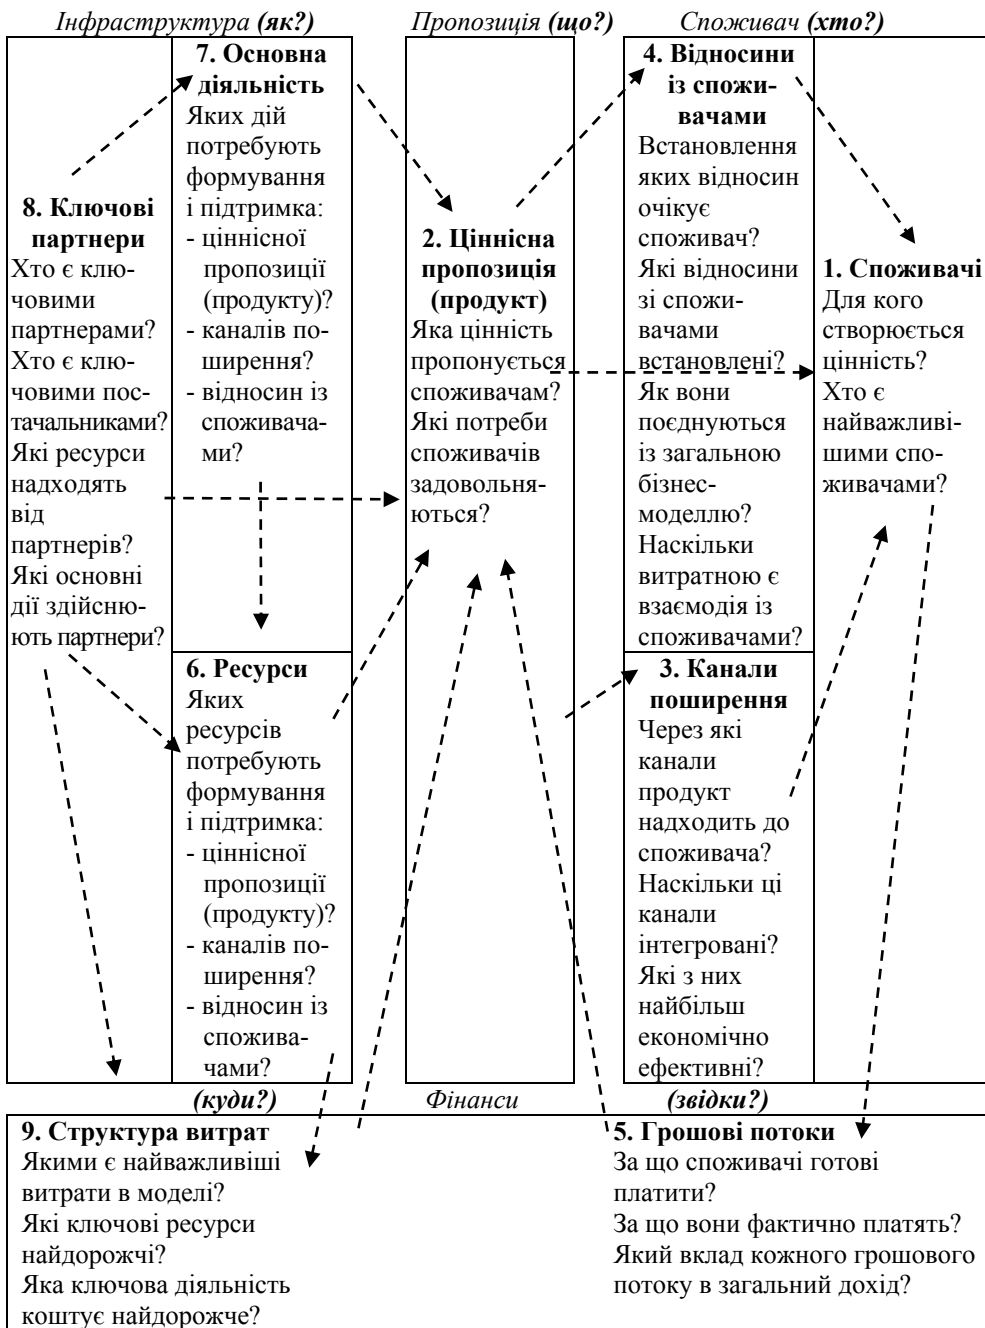 Інфраструктура (як?)
Пропозиція (що?)
Споживач (хто?)
8. Ключові
партнери
Хто є клю-
човими
партнерами?
Хто є клю-
човими пос-
тачальниками?
Які ресурси
надходять
від
партнерів?
Які основні
дії здійсню-
ють партнери?
7. Основна
діяльність
Яких дій
потребують
формування
і підтримка:
- ціннісної
пропозиції
(продукту)?
- каналів по-
ширення?
- відносин із
спожива-
ми?
6. Ресурси
Яких
ресурсів
потребують
формування
і підтримка:
- ціннісної
пропозиції
(продукту)?
- каналів по-
ширення?
- відносин із
спожива-
чами?
2. Ціннісна
пропозиція
(продукт)
Яка цінність
пропонується
споживачам?
Які потреби
споживачів
задовольня-
ються?
4. Відносини
із спожи-
вачами
Встановлення
яких відносин
очікує
споживач?
Які відносини
зі спожи-
вачами
встановлені?
Як вони
поєднуються
із загальною
бізнес-
моделлю?
Наскільки
витратною є
взаємодія із
споживачами?
3. Канали
поширення
Через які
канали
продукт
надходить до
споживача?
Наскільки ці
канали
інтегровані?
Які з них
найбільш
економічно
ефективні?
1. Споживачі
Для кого
створюється
цінність?
Хто є
найважливі-
шими спо-
живачами?
(куди?)
Фінанси
(звідки?)
9. Структура витрат
Якими є найважливіші
витрати в моделі?
Які ключові ресурси
найдорожчі?
Яка ключова діяльність
коштує найдорожче?
5. Грошові потоки
За що споживачі готові
платити?
За що вони фактично платять?
Який вклад кожного грошового
потоку в загальний дохід?